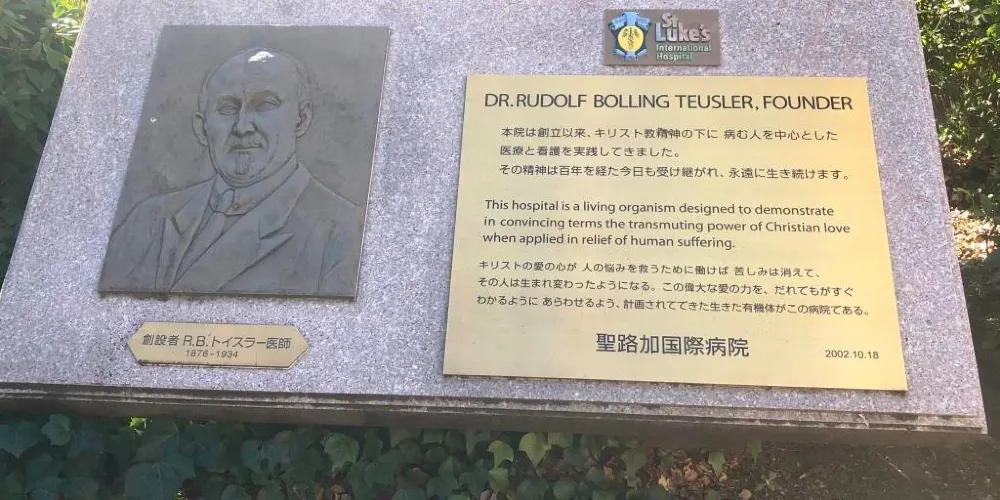 St
Luke's
International
Hospital
DR.RUDOLF BOLLING TEUSLER, FOUNDER
本院は創立以来、キリスト教精神の下に 病む人を中心とした
医療と看護を実践してきました。
その精神は百年を経た今日も受け継がれ、永遠に生き続けます。
This hospital is a living organism designed to demonstrate
in convincing terms the transmuting power of Christian love
when applied in relief of human suffering.
キリストの愛の心が 人の悩みを救うために働けば 苦しみは消えて、
その人は生まれ変わったようになる。この偉大な愛の力を、だれでもがすぐ
わかるように あらわせるよう、計画されてできた生きた有機体がこの病院である。
聖路加国際病院
2002.10.18
創設者 R.B.トイスラー医師
1876-1934